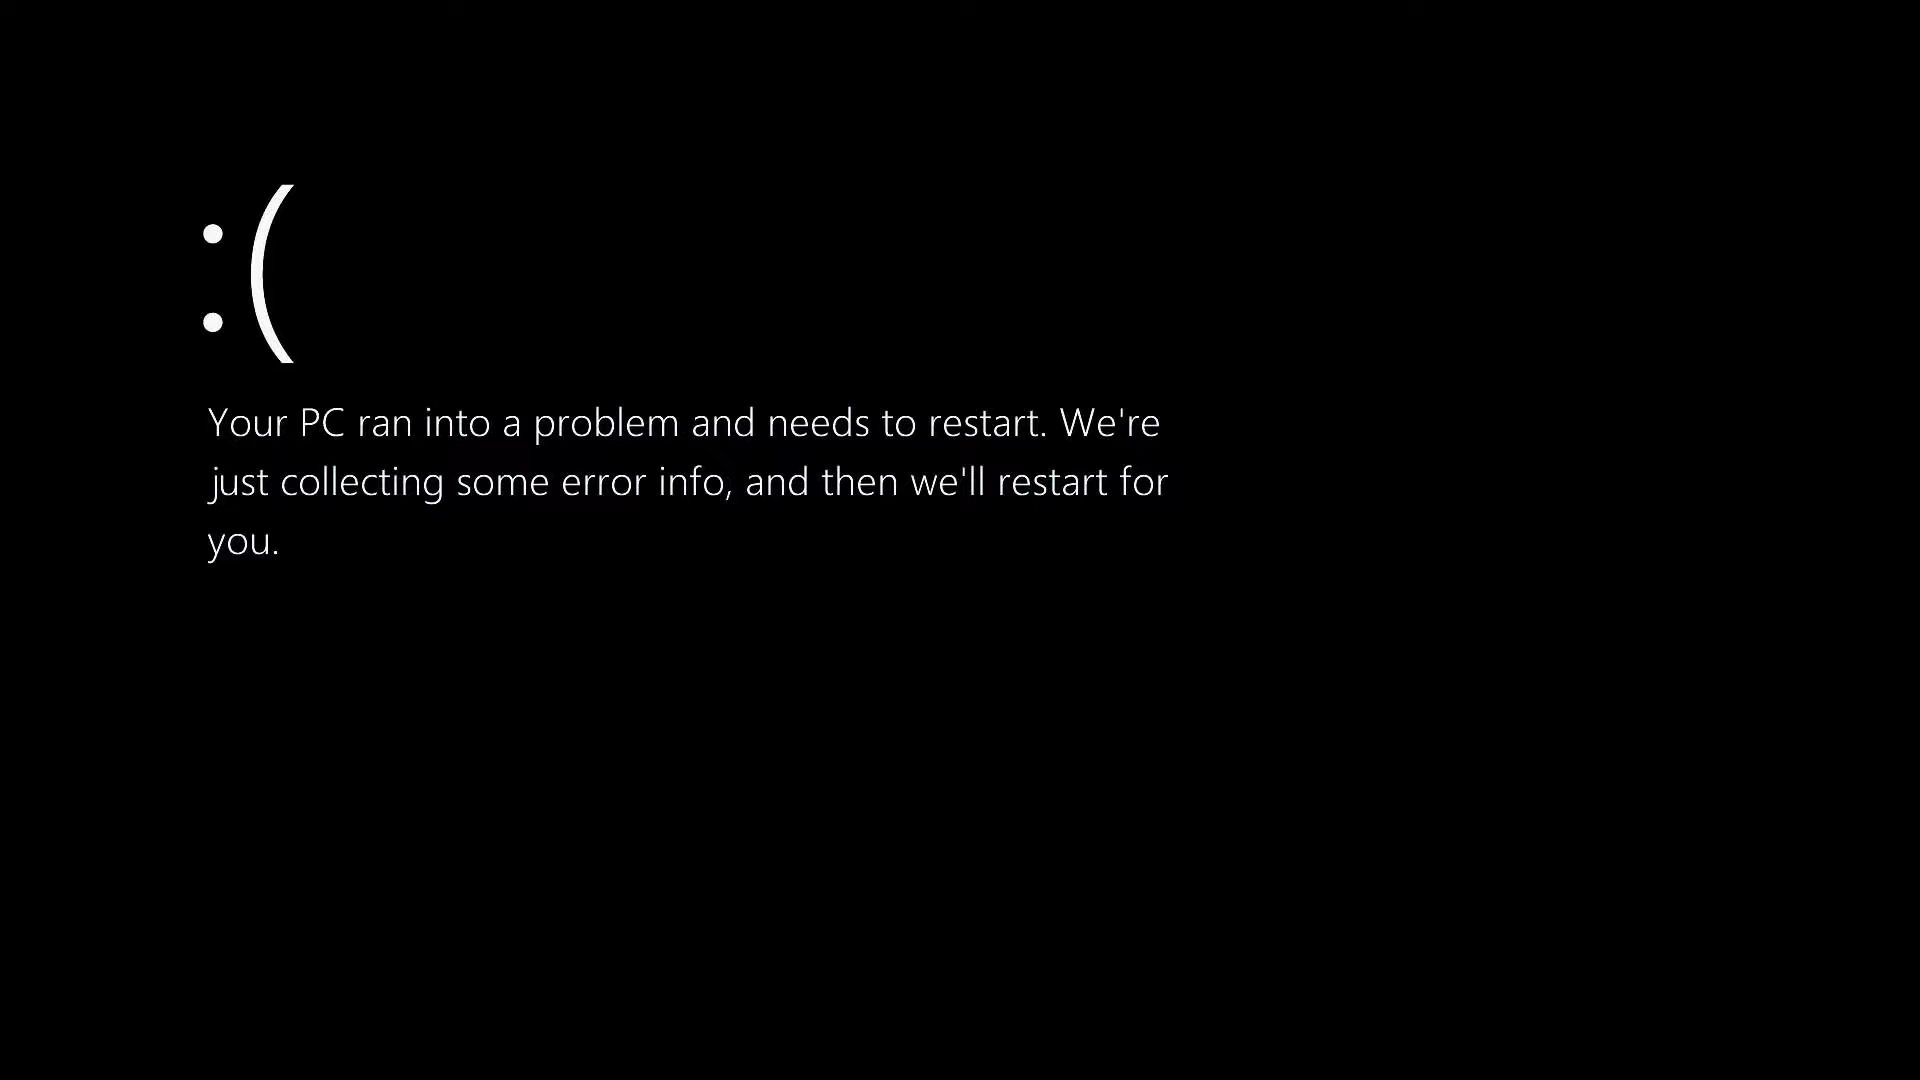 :(
Your PC ran into a problem and needs to restart. We're
just collecting some error info, and then we'll restart for
you.